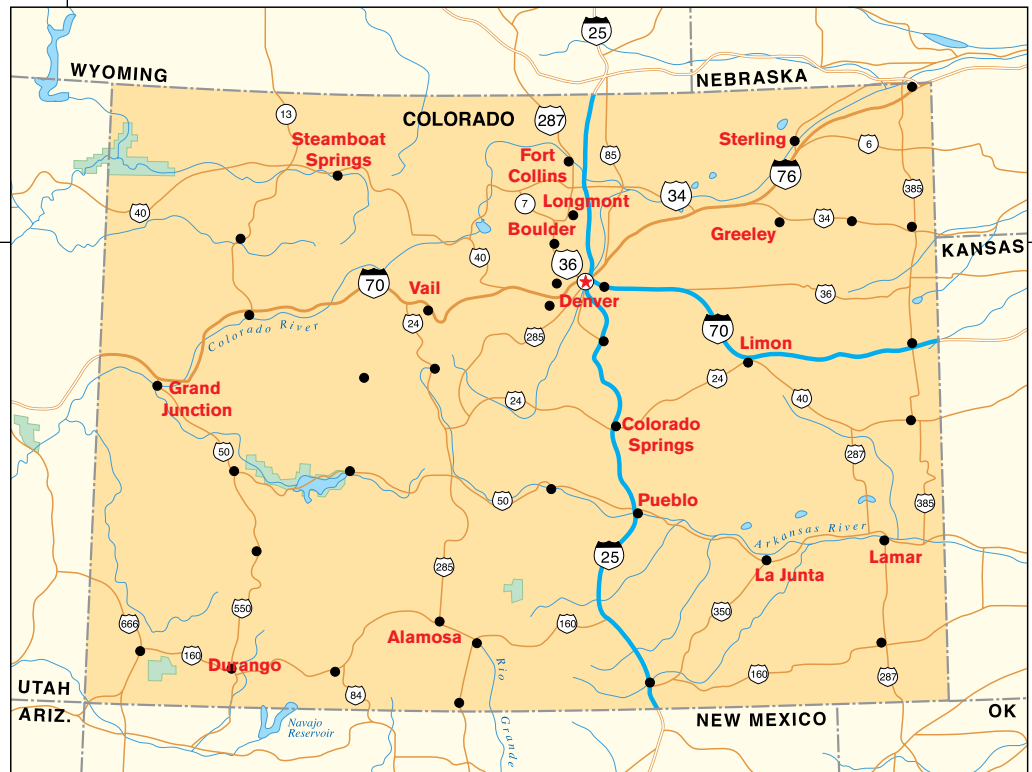 25
WYOMING
NEBRASKA
13
COLORADO
287
Steamboat
Springs
Fort
Collins
85
Sterling
6
76
385
34
40
7
Longmont
34
Boulder
Greeley
KANSAS
40
36
70
Vail
Denver
36
24
Colorado River
285
70
Limon
24
40
Grand
Junction
24
Colorado
Springs
50
287
50
Pueblo
385
Arkansas River
25
Lamar
La Junta
285
550
350
666
160
Alamosa
160
Durango
Rio Grande
160
287
84
UTAH
ARIZ.
Navajo
Reservoir
NEW MEXICO
OK